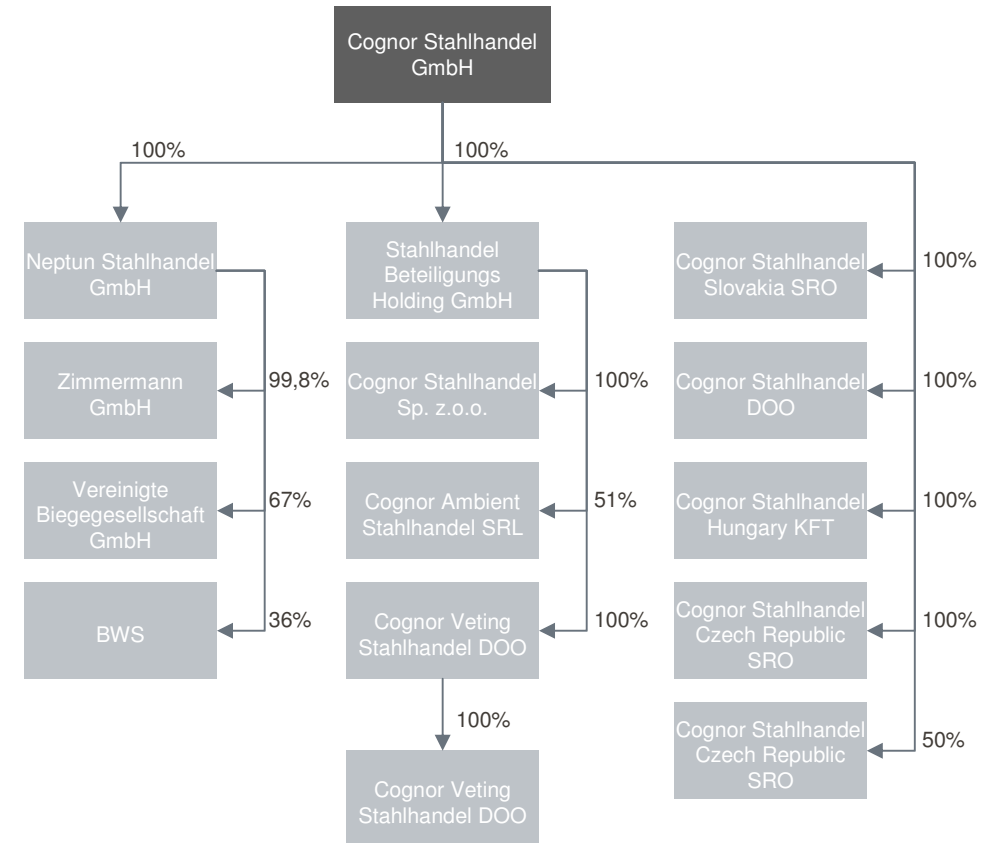 Cognor Stahlhandel
GmbH
100%
100%
Neptun Stahlhandel
GmbH
Zimmermann
GmbH
99,8%
Vereinigte
Biegegesellschaft
GmbH
67%
BWS
36%
Stahlhandel
Beteiligungs
Holding GmbH
Cognor Stahlhandel
Sp. z.o.o.
100%
Cognor Ambient
Stahlhandel SRL
51%
Cognor Veting
Stahlhandel DOO
100%
100%
Cognor Veting
Stahlhandel DOO
Cognor Stahlhandel
Slovakia SRO
100%
Cognor Stahlhandel
DOO
100%
Cognor Stahlhandel
Hungary KFT
100%
Cognor Stahlhandel
Czech Republic
SRO
100%
Cognor Stahlhandel
Czech Republic
SRO
50%